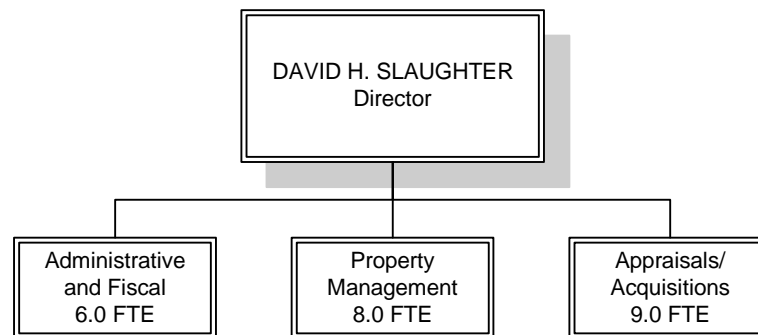 DAVID H. SLAUGHTER
Director
Administrative
and Fiscal
6.0 FTE
Property
Management
8.0 FTE
Appraisals/
Acquisitions
9.0 FTE